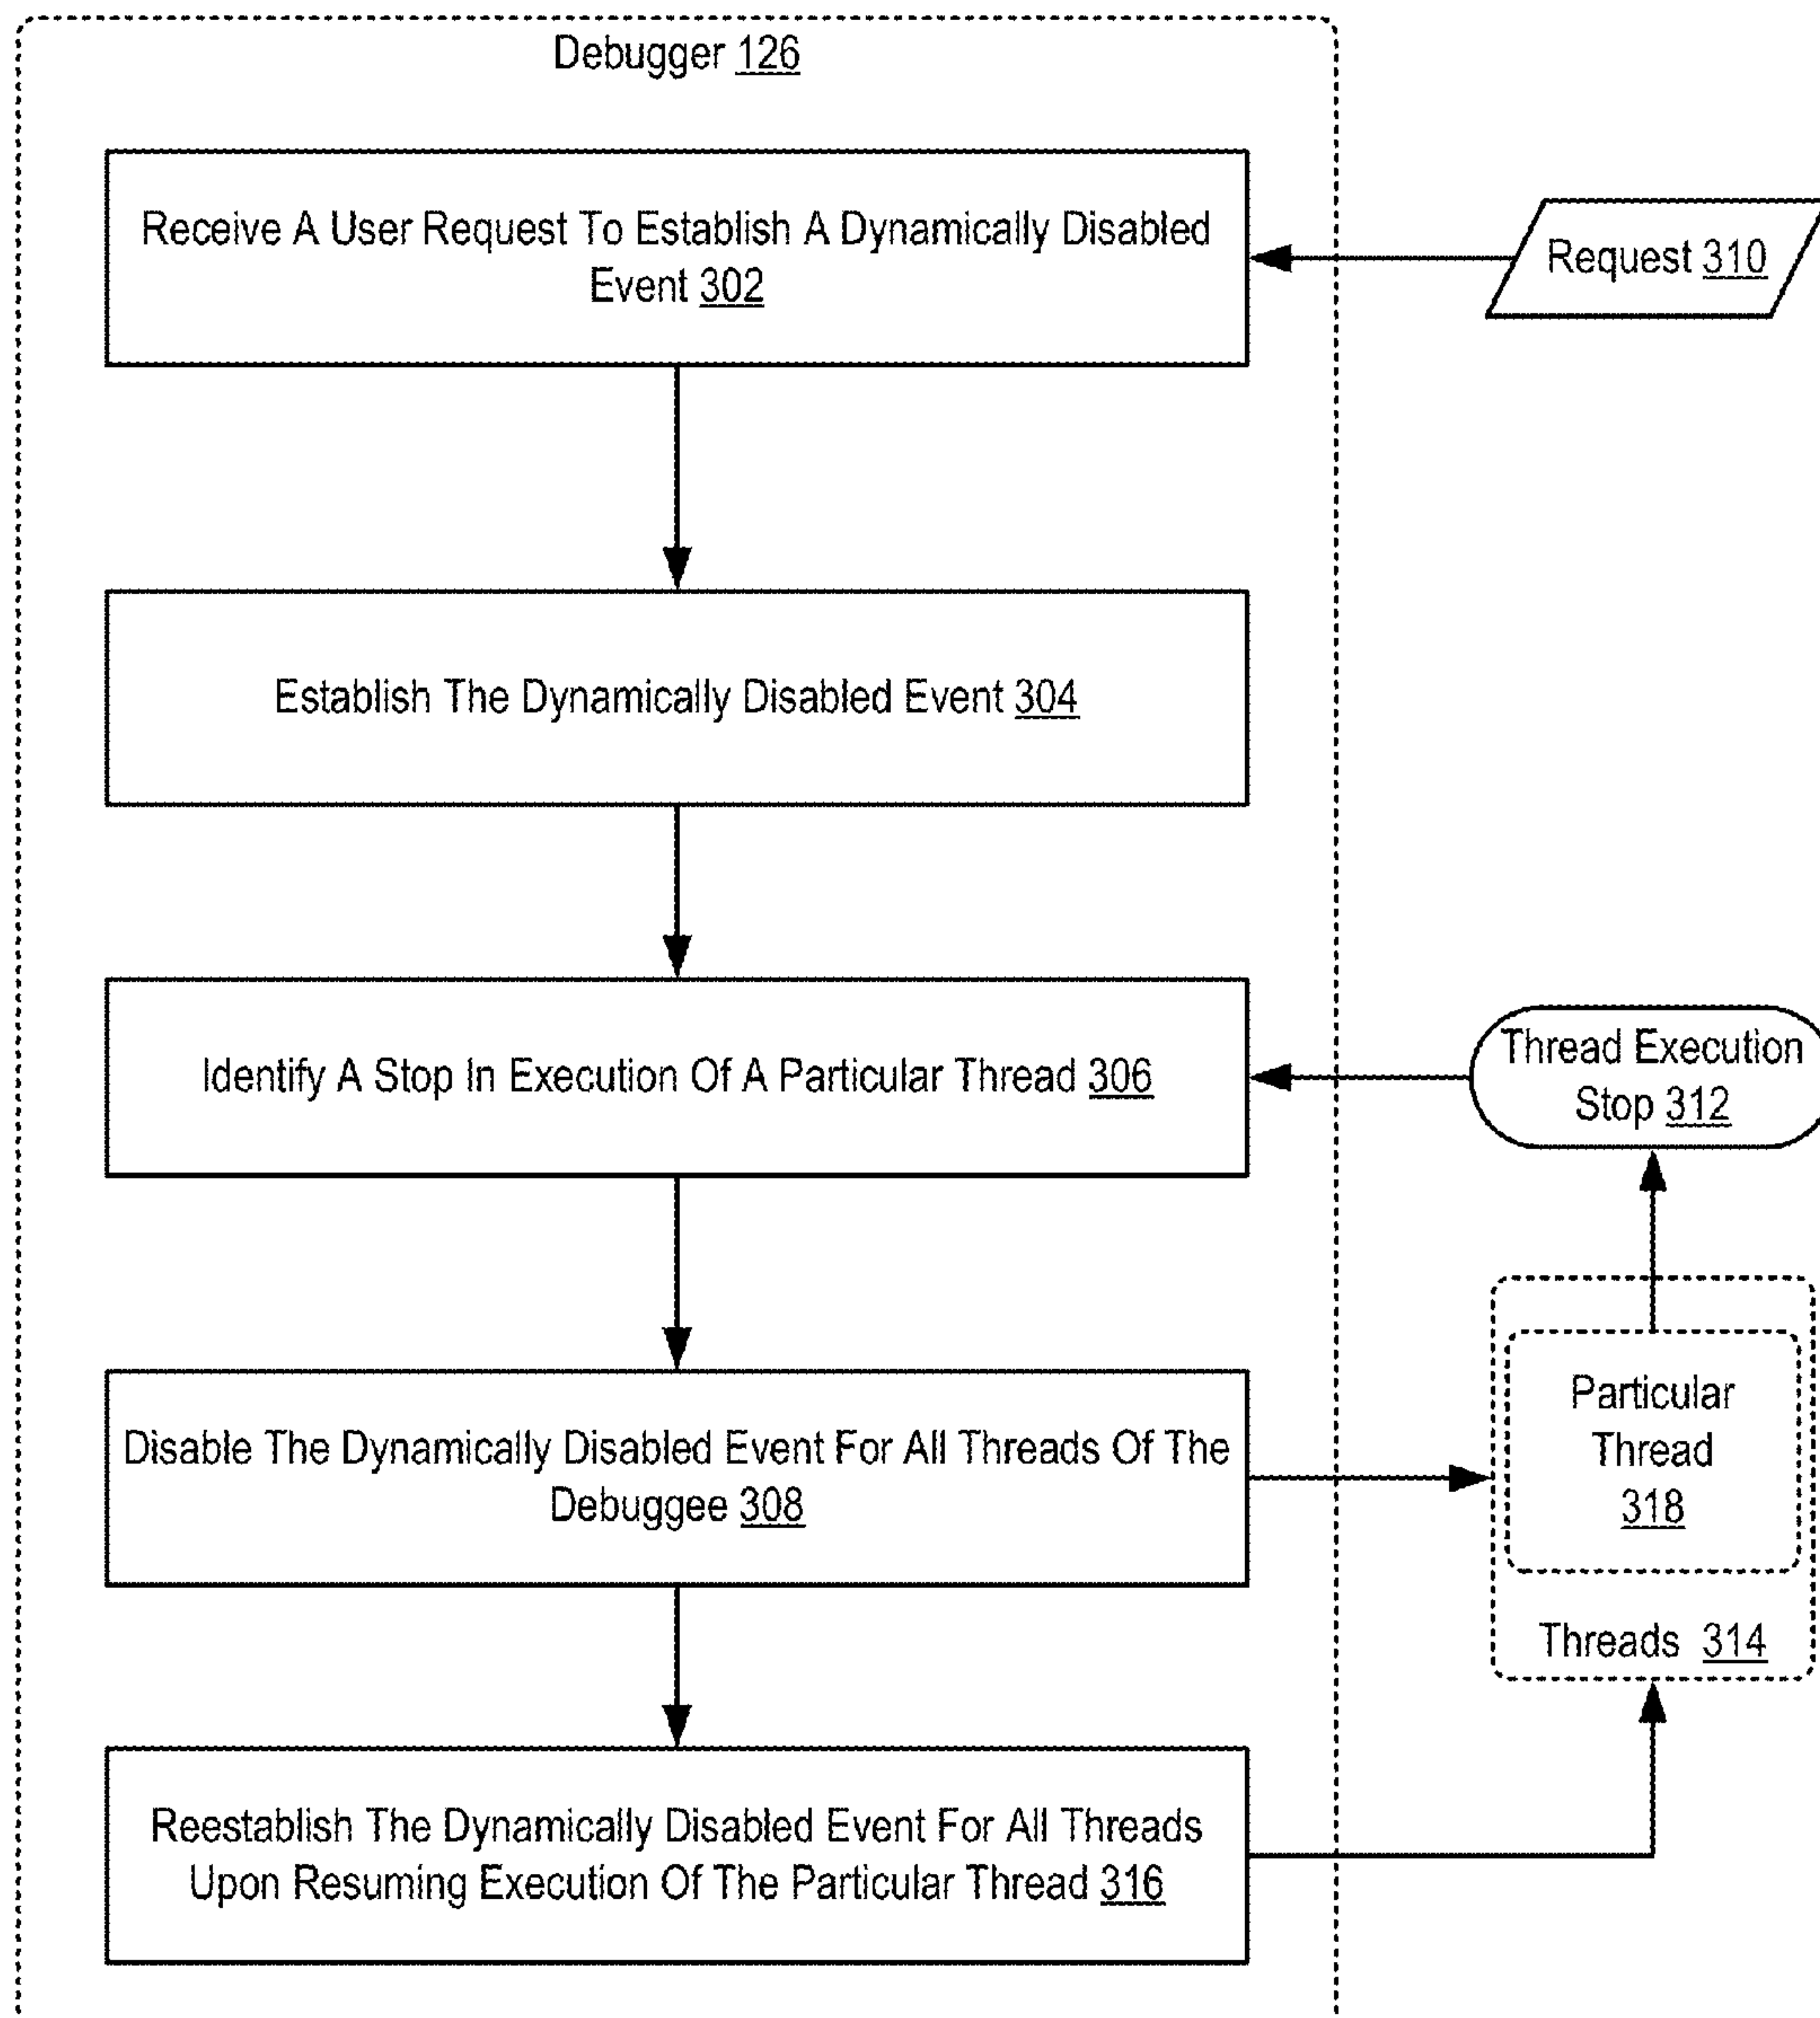 Debugger 126
Receive A User Request To Establish A Dynamically Disabled
Event 302
Request 310
Establish The Dynamically Disabled Event 304
Identify A Stop In Execution Of A Particular Thread 306
Thread Execution
Stop 312
Disable The Dynamically Disabled Event For All Threads Of The
Debuggee 308
Particular
Thread
318
Threads 314
Reestablish The Dynamically Disabled Event For All Threads
Upon Resuming Execution Of The Particular Thread 316